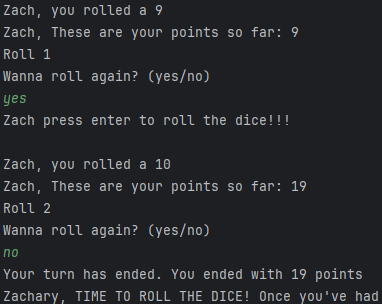 Zach, you rolled a 9
Zach, These are your points so far: 9
Roll 1
Wanna roll again? (yes/no)
yes
Zach press enter to roll the dice!!!
Zach, you rolled a 10
Zach, These are your points so far: 19
Roll 2
Wanna roll again? (yes/no)
no
Your turn has ended. You ended with 19 points
Zachary, TIME TO ROLL THE DICE! Once you've had